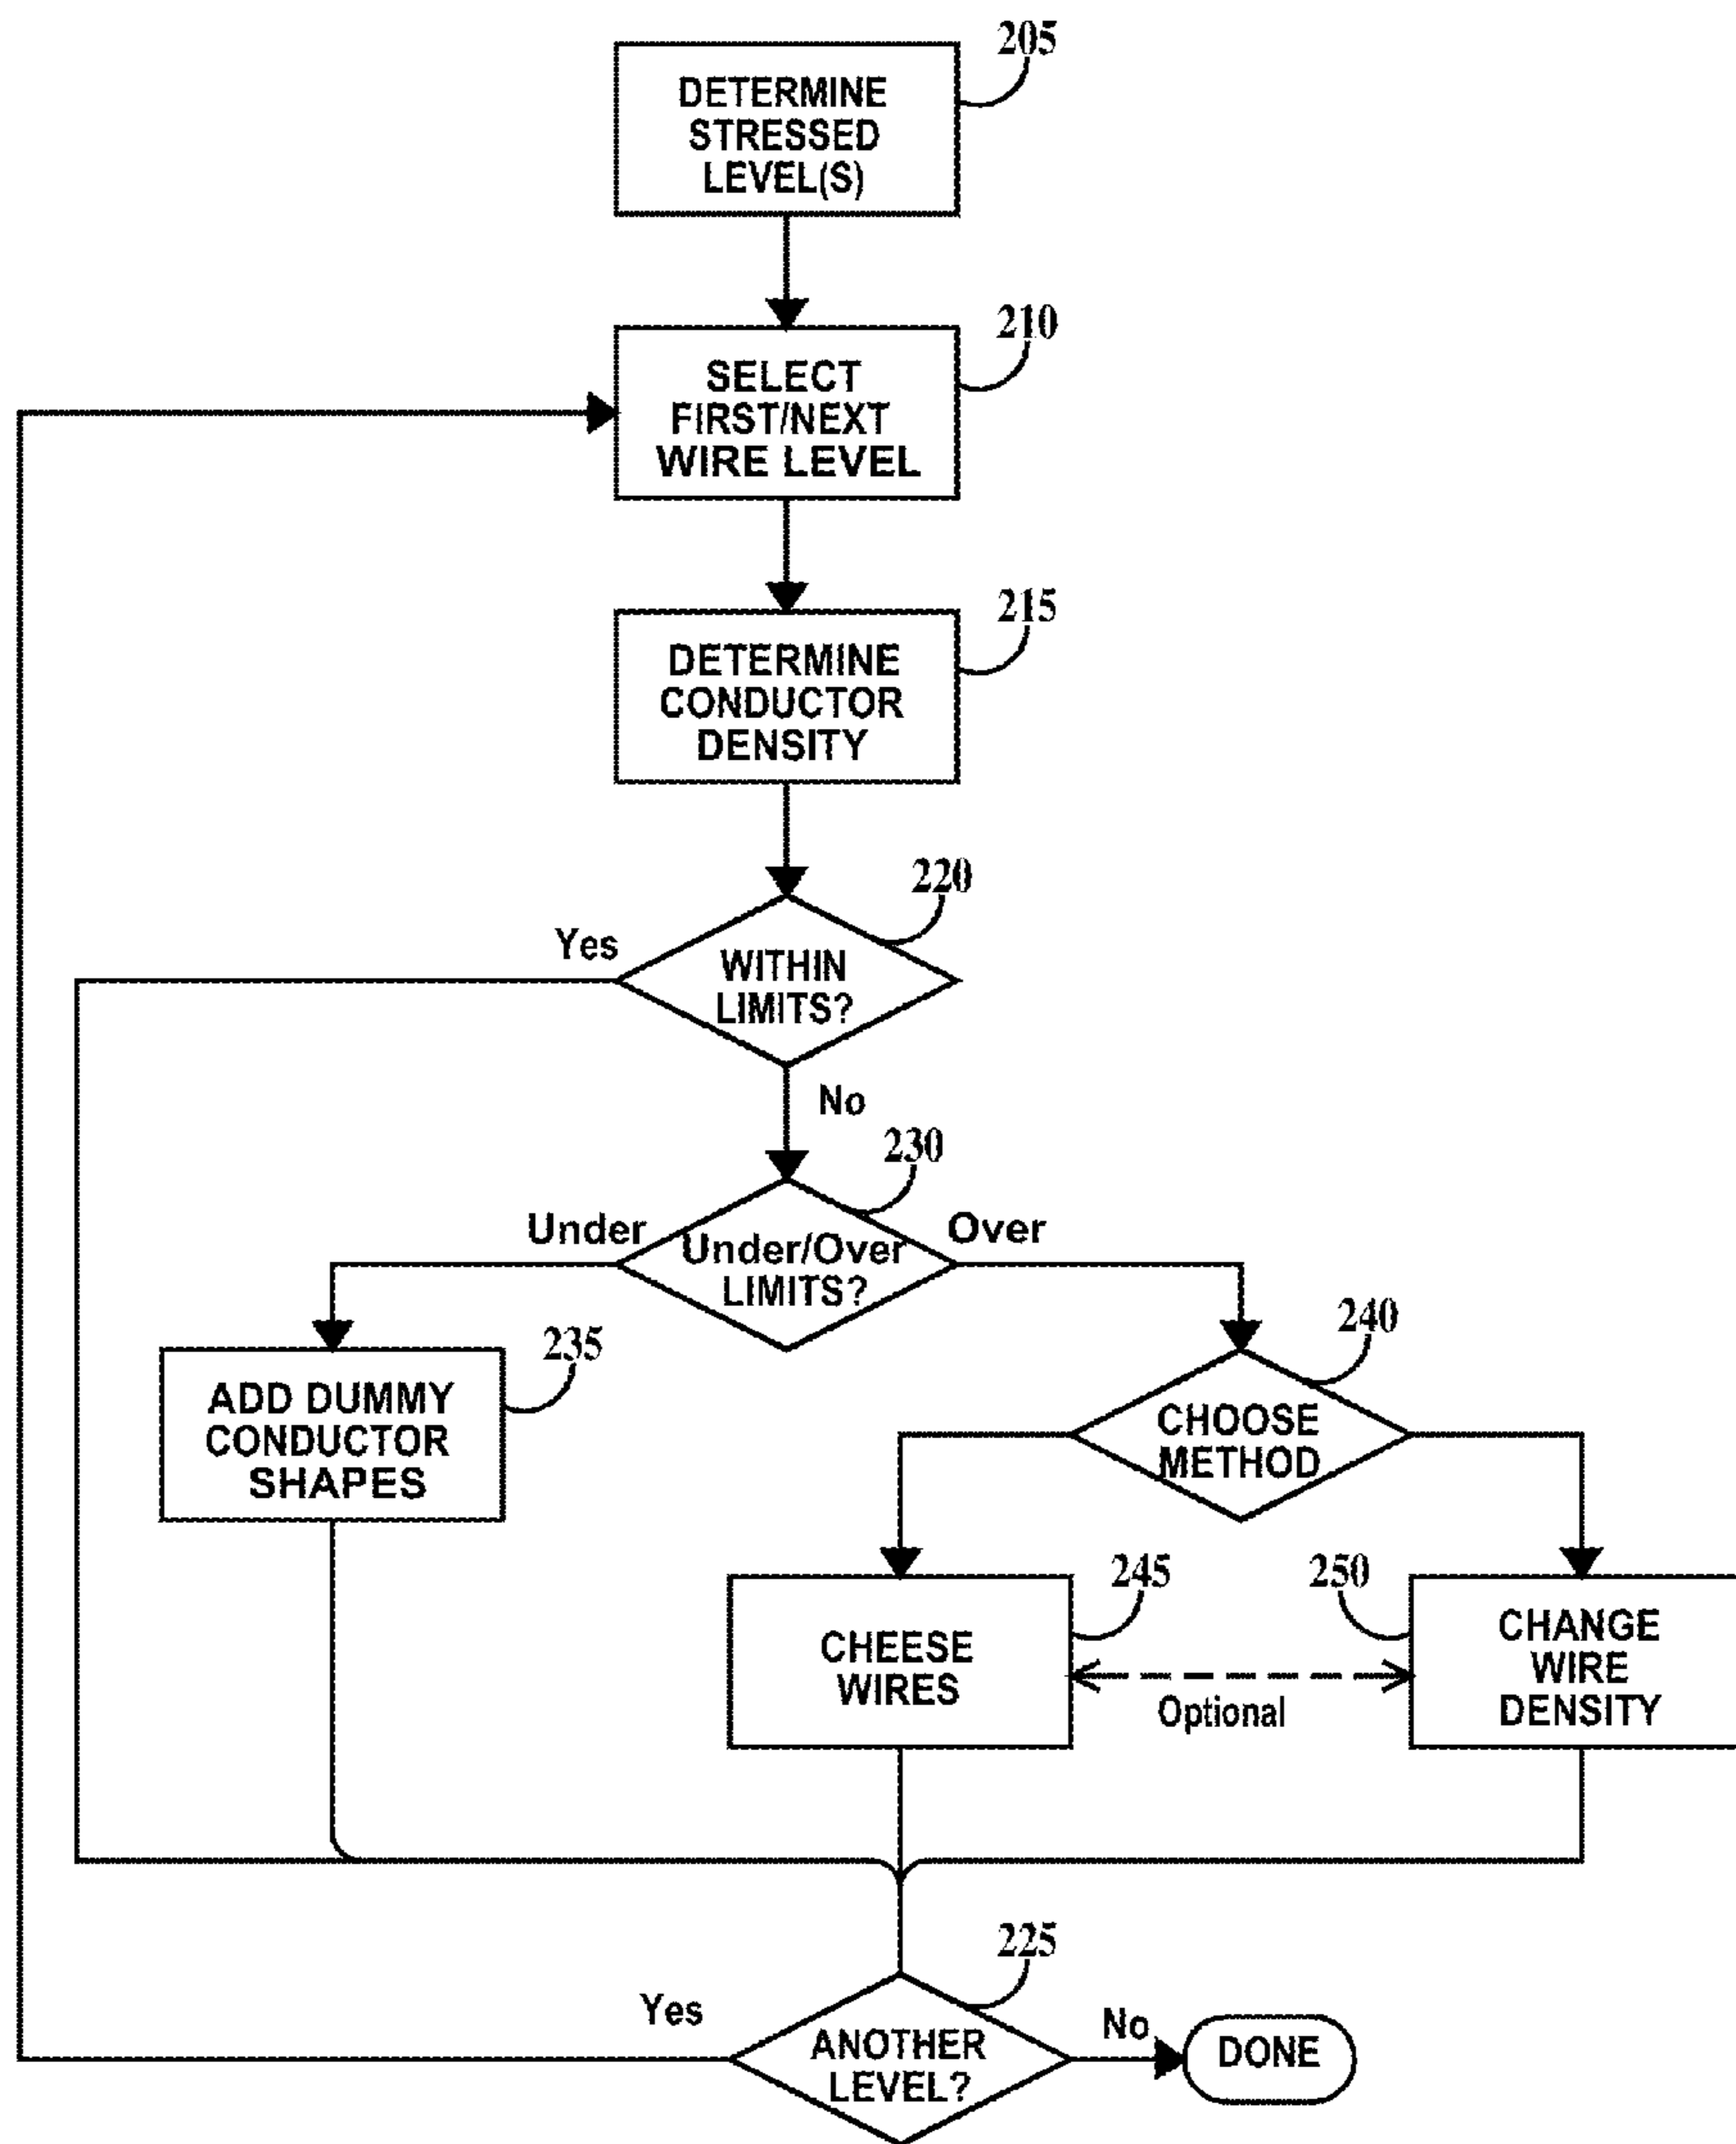 205
DETERMINE
STRESSED
LEVEL(S)
210
SELECT
FIRST/NEXT
WIRE LEVEL
215
DETERMINE
CONDUCTOR
DENSITY
220
Yes
WITHIN
LIMITS?
No
230
Under
Over
Under/Over
LIMITS?
235
240
ADD DUMMY
CONDUCTOR
SHAPES
CHOOSE
METHOD
245
250
CHEESE
WIRES
Optional
CHANGE
WIRE
DENSITY
225
Yes
No
ANOTHER
LEVEL?
DONE